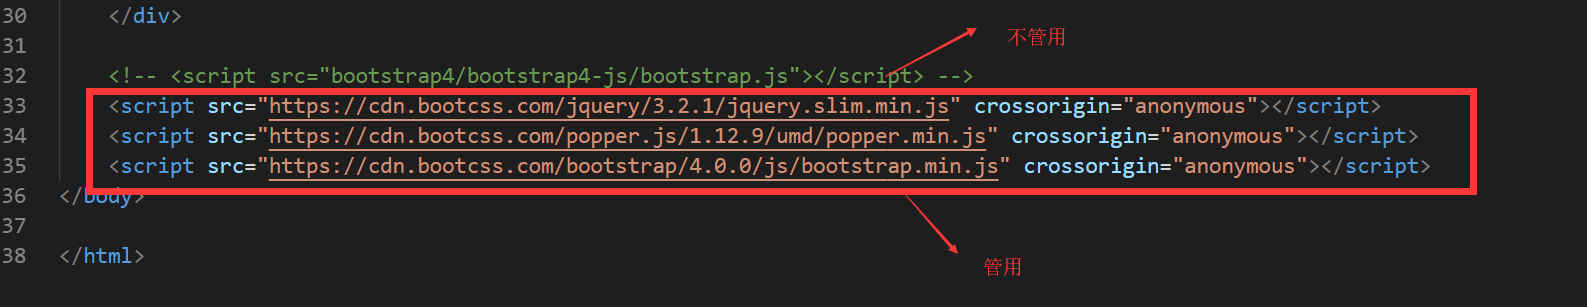 30 </div>
31
不管用
32 <!-- <script src="bootstrap4/bootstrap4-js/bootstrap.js"></script> -->
33 <script src="https://cdn.bootcss.com/jquery/3.2.1/jquery.slim.min.js" crossorigin="anonymous"></script>
34 <script src="https://cdn.bootcss.com/popper.js/1.12.9/umd/popper.min.js" crossorigin="anonymous"></script>
35 <script src="https://cdn.bootcss.com/bootstrap/4.0.0/js/bootstrap.min.js" crossorigin="anonymous"></script>
36 </body>
37
38 </html>
管用